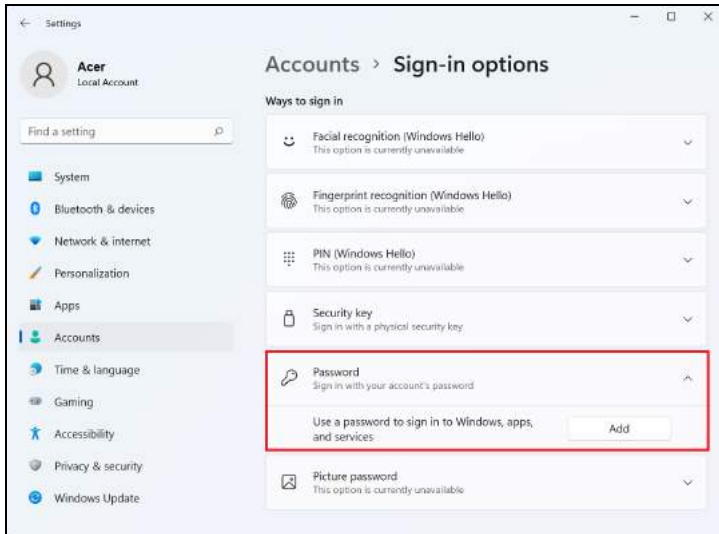 Settings
Acer
Local Account
Find a setting
System
Bluetooth & devices
Network & internet
Personalization
Apps
Accounts
Time & language
Gaming
Accessibility
Privacy & security
Windows Update
Accounts > Sign-in options
Ways to sign in
Facial recognition (Windows Hello)
This option is currently unavailable
Fingerprint recognition (Windows Hello)
This option is currently unavailable
PIN (Windows Hello)
This option is currently unavailable
Security key
Sign in with a physical security key
Password
Sign in with your account's password
Use a password to sign in to Windows, apps,
and services
Add
Picture password
This option is currently unavailable